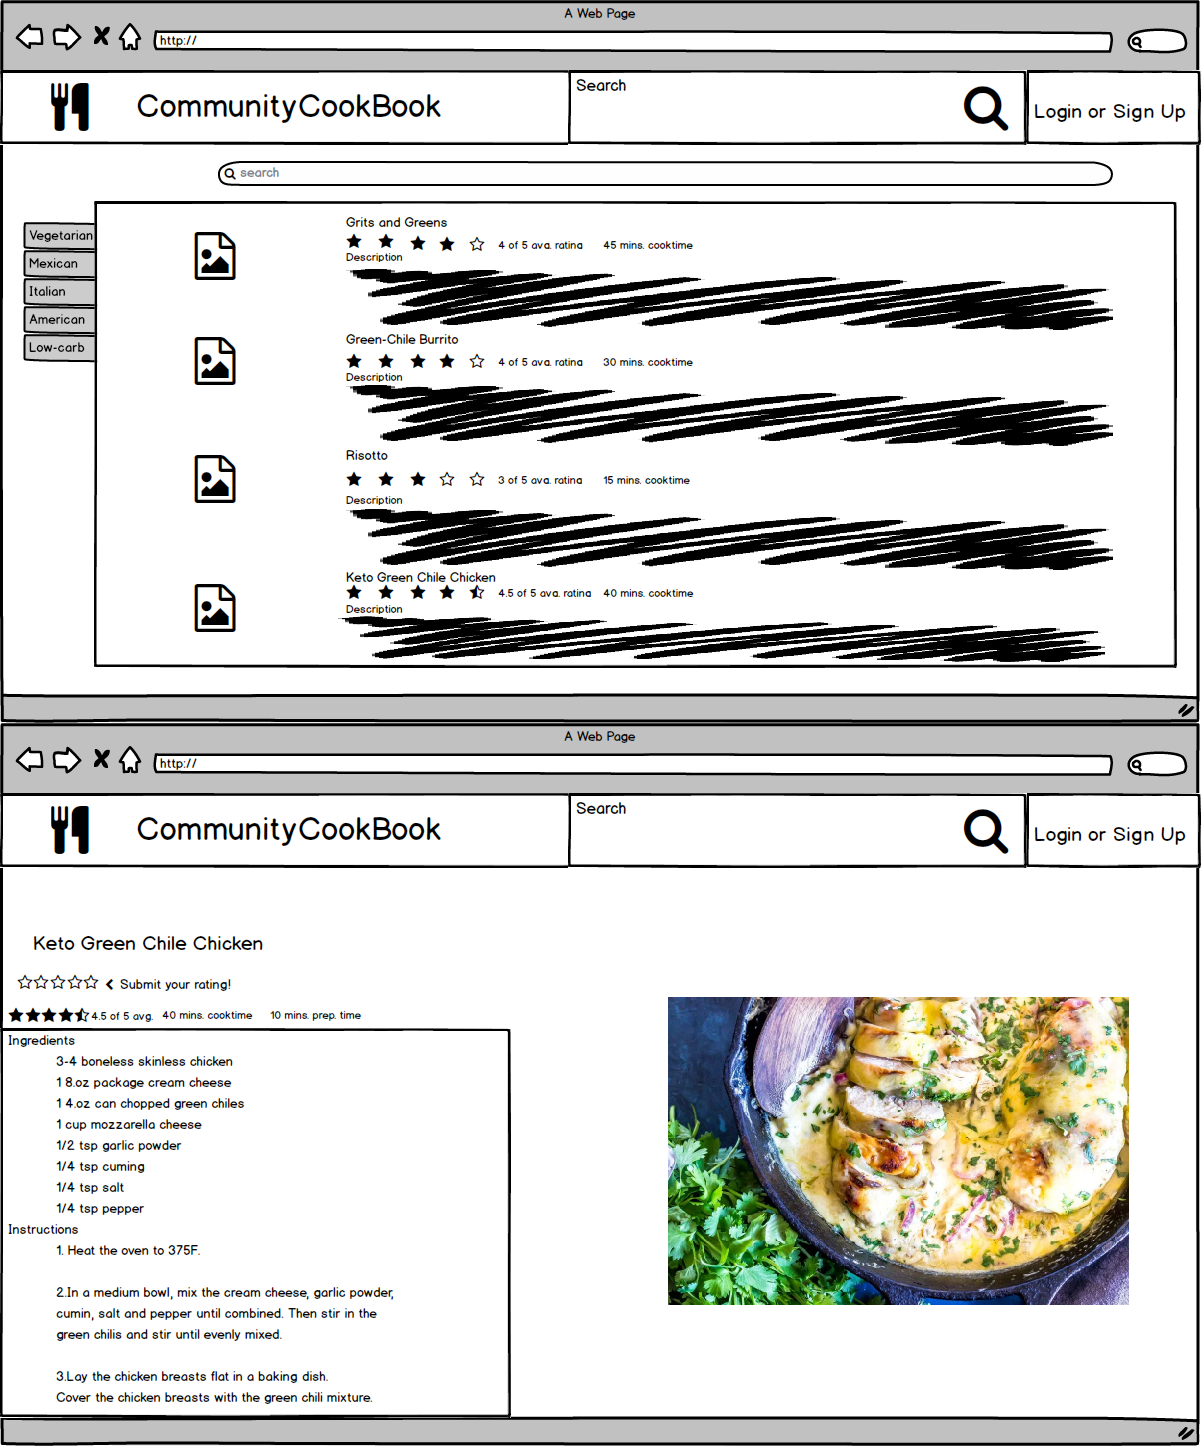 A Web Page
http://
CommunityCookBook
Search
Login or Sign Up
search
Vegetarian
Mexican
Italian
American
Low-carb
Grits and Greens
4 of 5 avg. rating 45 mins. cooktime
Description
Green-Chile Burrito
4 of 5 avg. rating 30 mins. cooktime
Description
Risotto
3 of 5 avg. rating 15 mins. cooktime
Description
Keto Green Chile Chicken
4.5 of 5 avg. rating 40 mins. cooktime
Description
A Web Page
http://
CommunityCookBook
Search
Login or Sign Up
Keto Green Chile Chicken
Submit your rating!
4.5 of 5 avg. 40 mins. cooktime 10 mins. prep. time
Ingredients
3-4 boneless skinless chicken
1 8.oz package cream cheese
1 4.oz can chopped green chiles
1 cup mozzarella cheese
1/2 tsp garlic powder
1/4 tsp cuming
1/4 tsp salt
1/4 tsp pepper
Instructions
1. Heat the oven to 375F.
2.In a medium bowl, mix the cream cheese, garlic powder,
cumin, salt and pepper until combined. Then stir in the
green chilis and stir until evenly mixed.
3.Lay the chicken breasts flat in a baking dish.
Cover the chicken breasts with the green chili mixture.